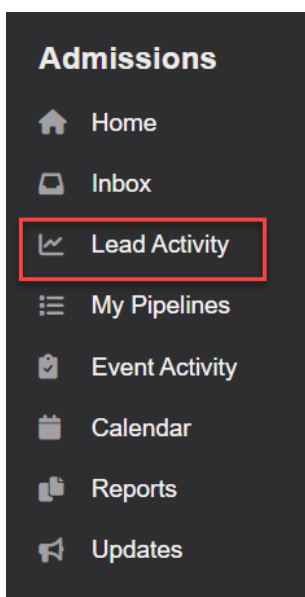 Admissions
Home
Inbox
Lead Activity
My Pipelines
Event Activity
Calendar
Reports
Updates